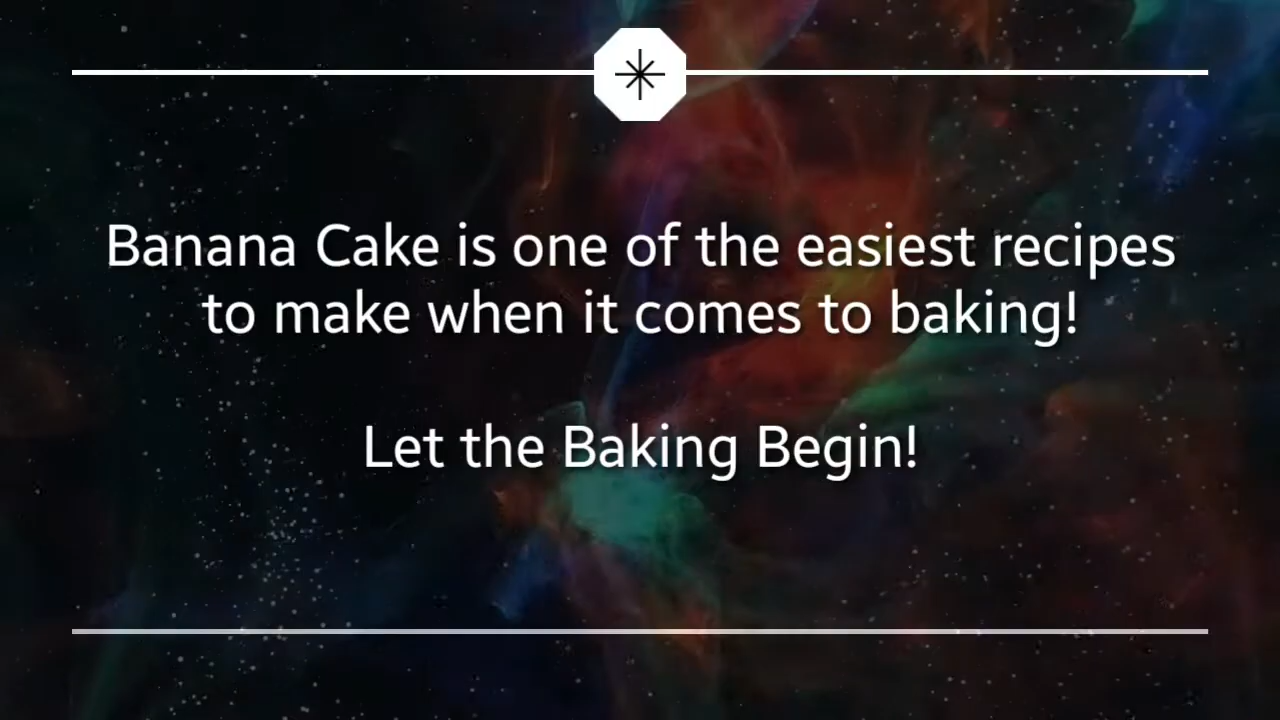 Banana Cake is one of the easiest recipes
to make when it comes to baking!
Let the Baking Begin!